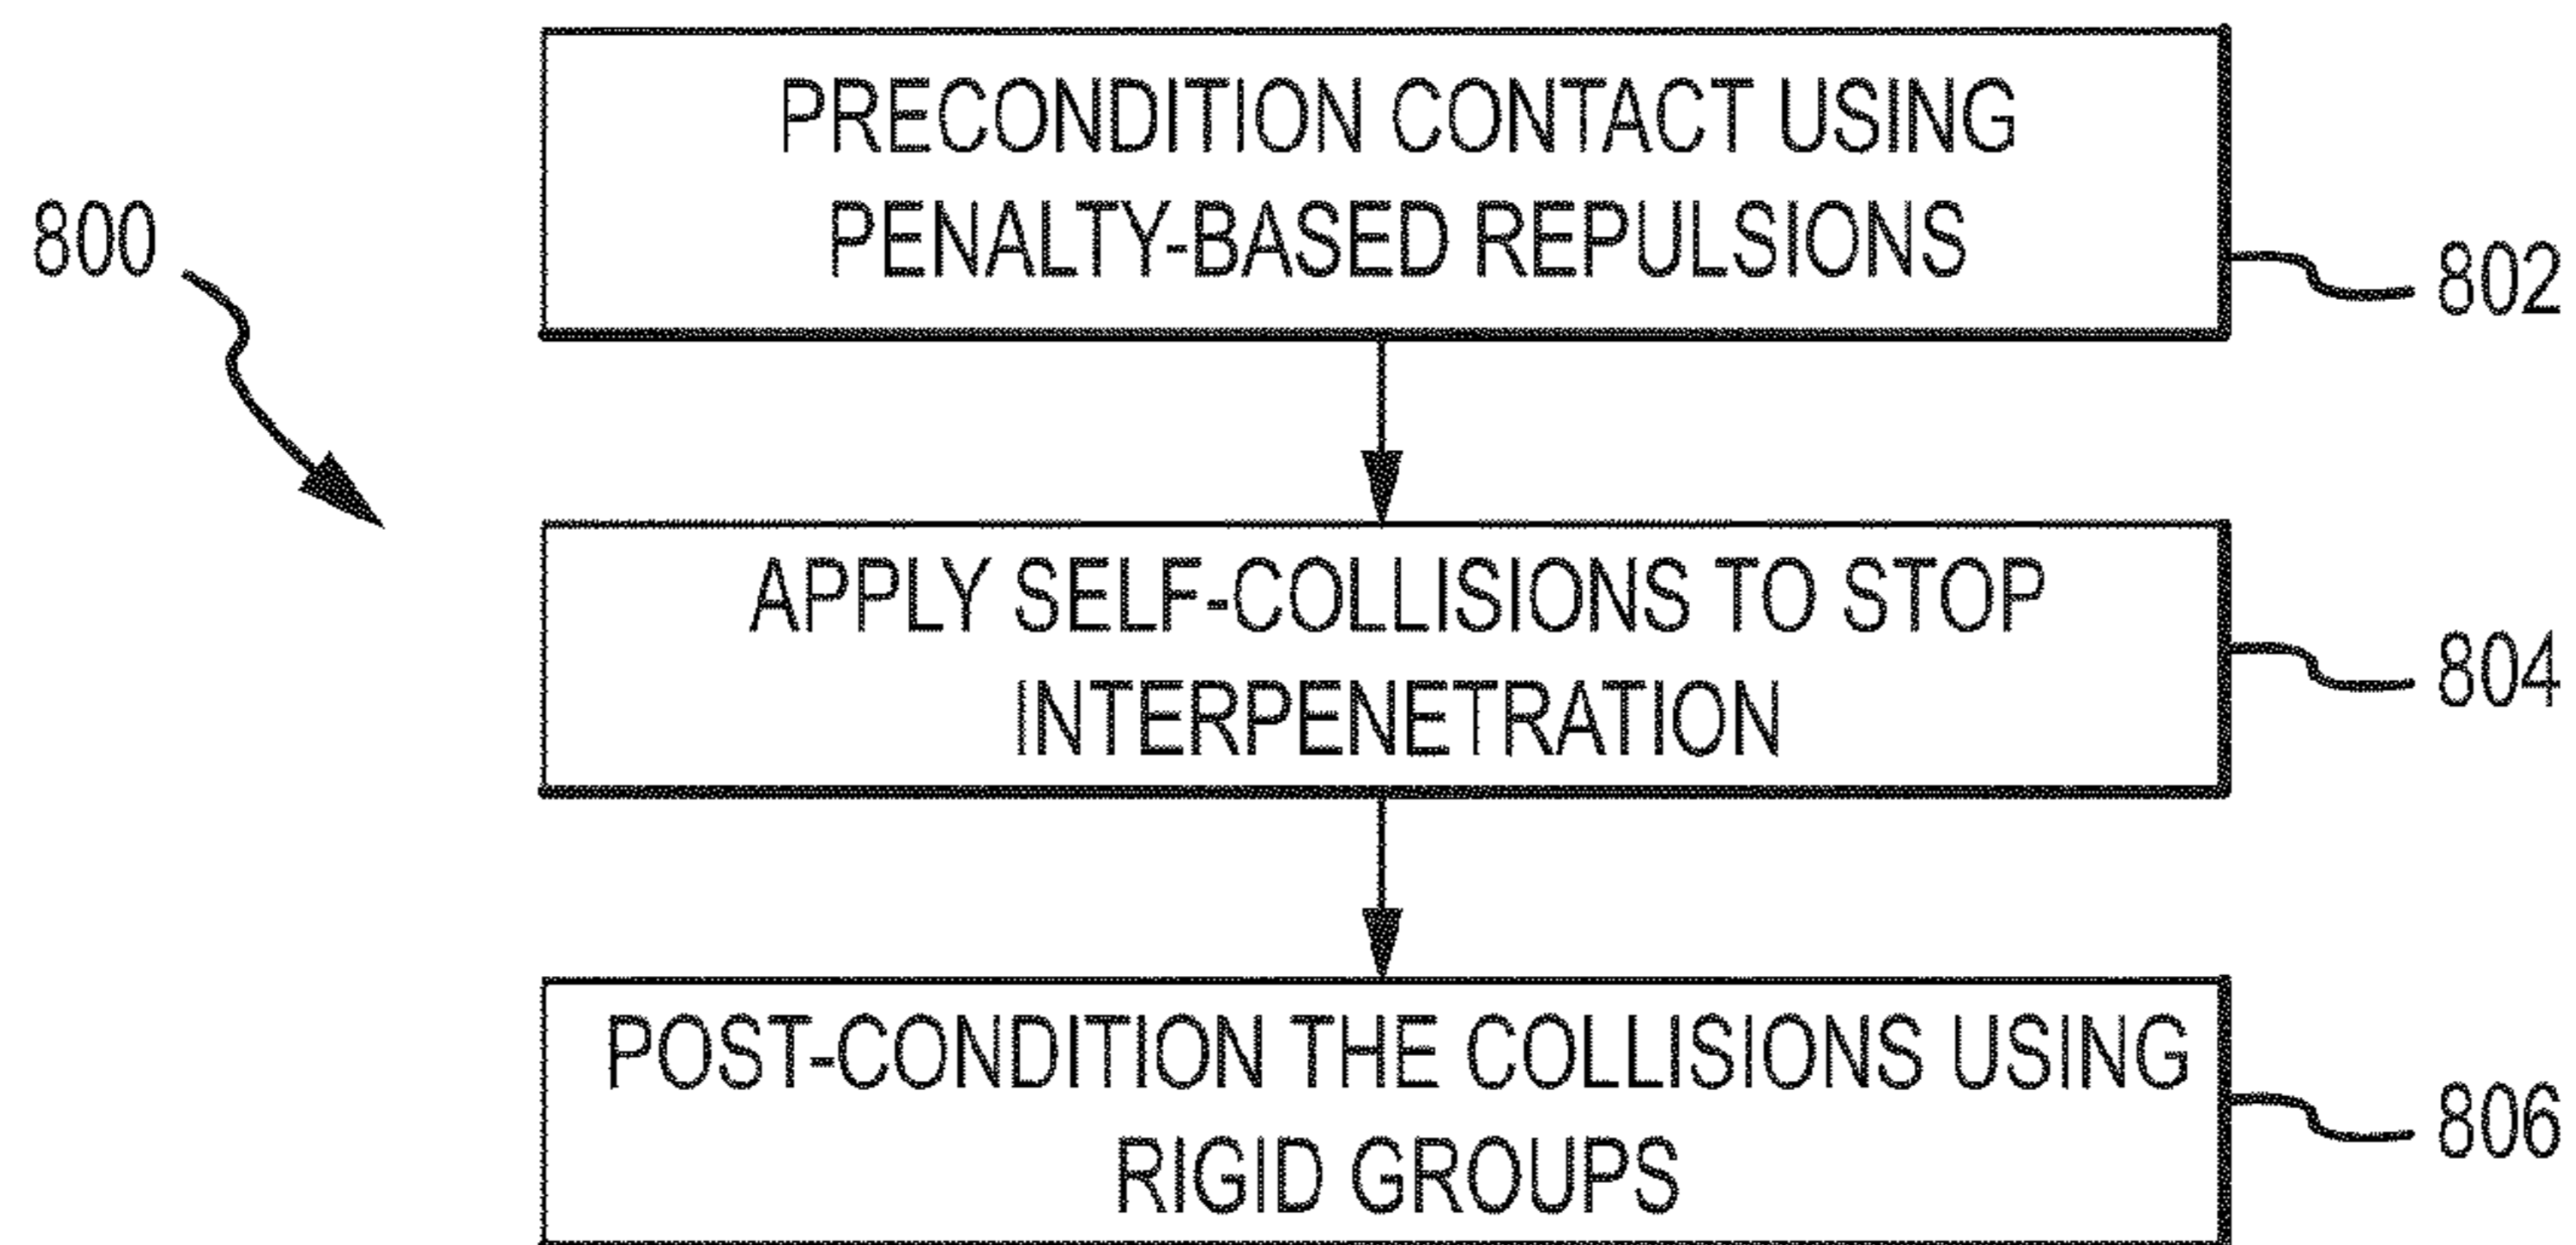 PRECONDITION CONTACT USING
PENALTY-BASED REPULSIONS
800
802
APPLY SELF-COLLISIONS TO STOP
INTERPENETRATION
804
POST-CONDITION THE COLLISIONS USING
RIGID GROUPS
806